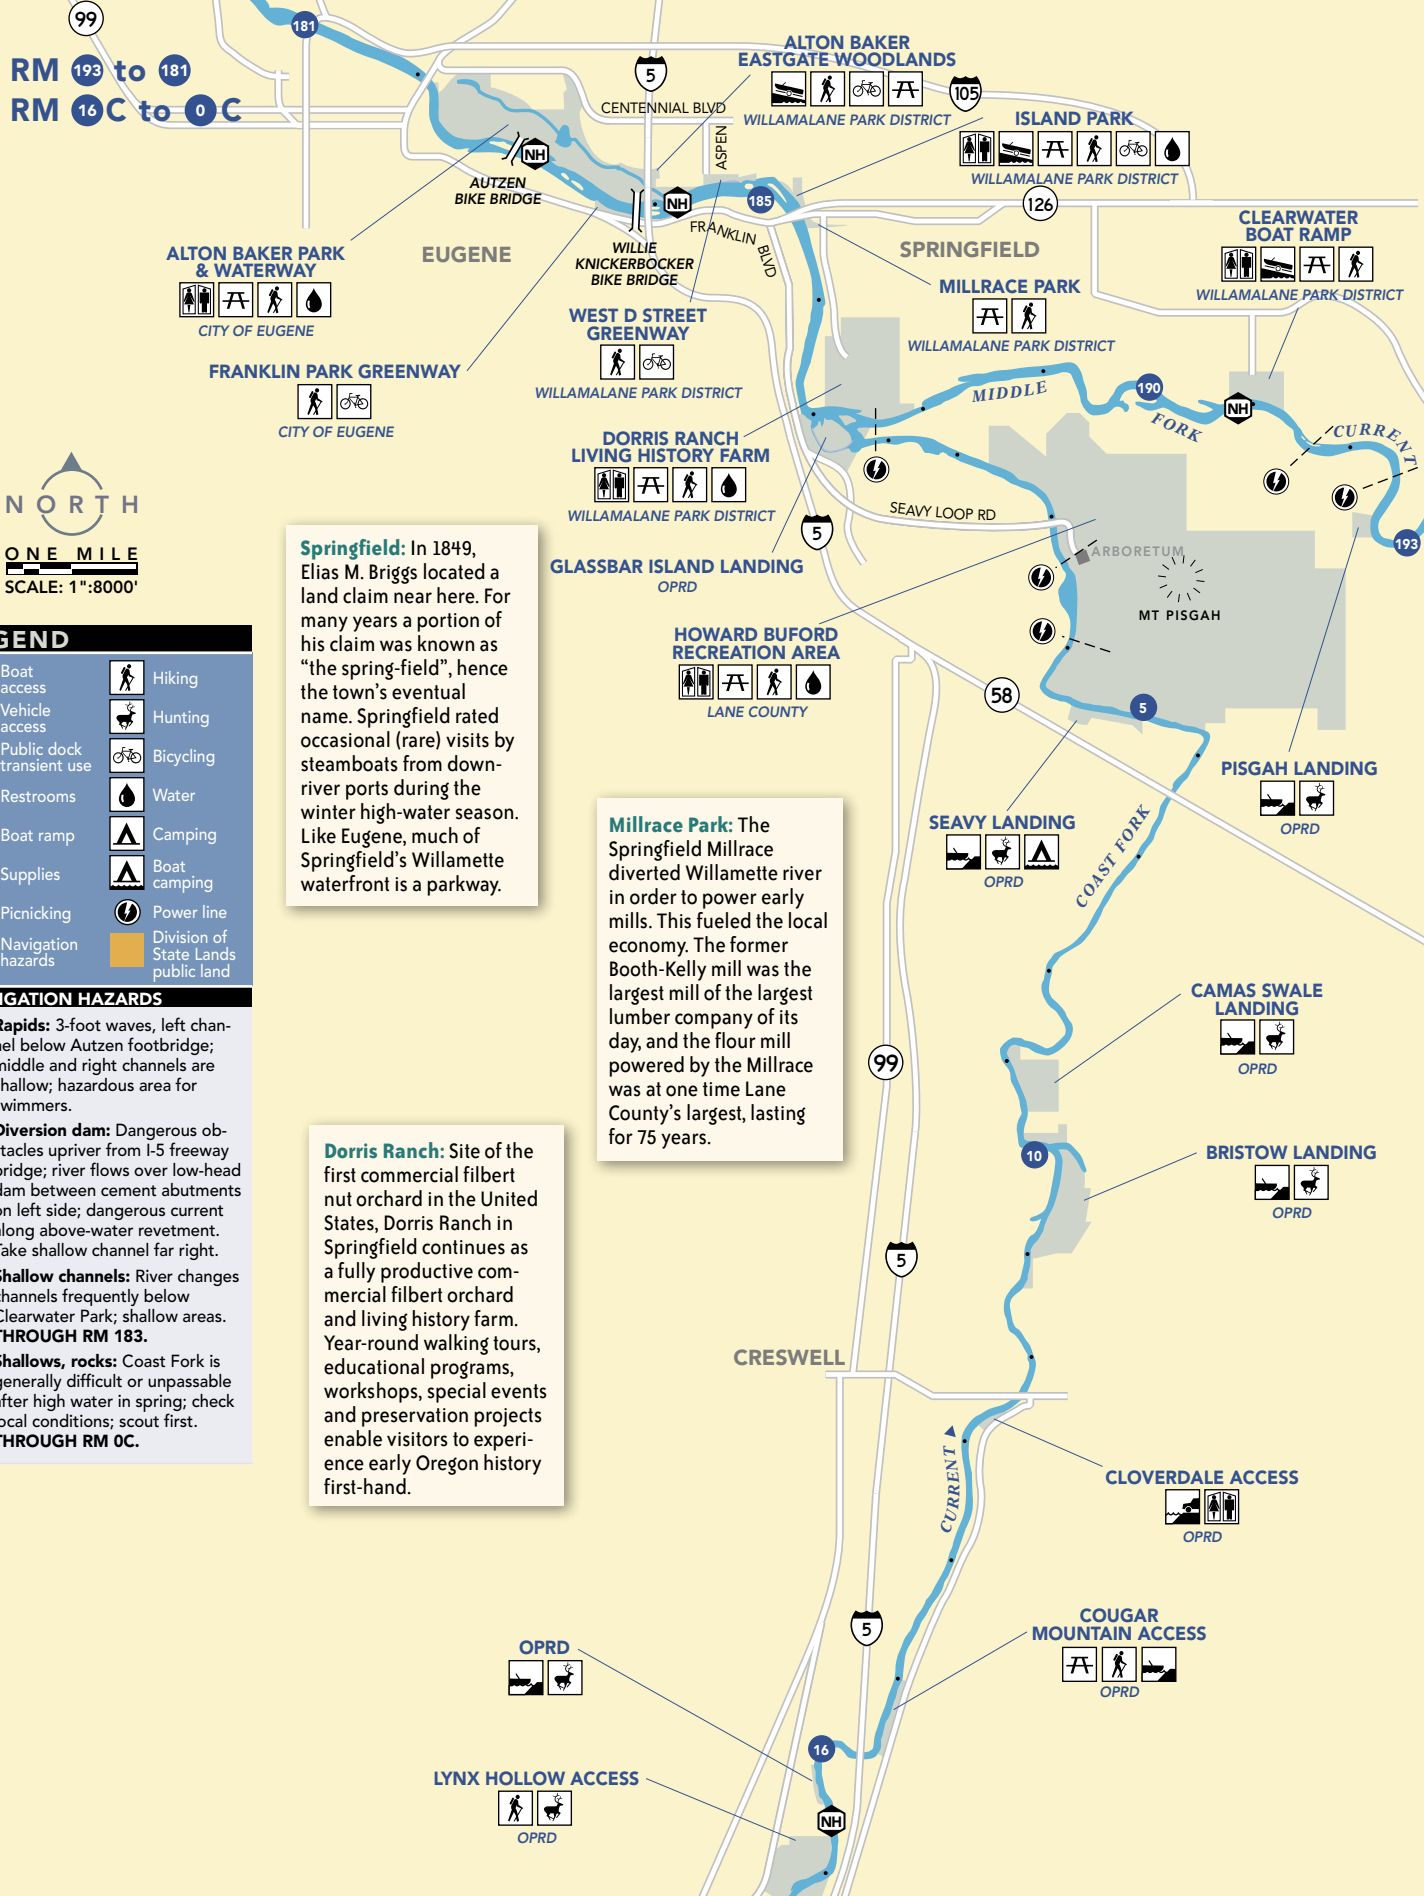 99
181
RM 193 to 181
RM 16 C to 0 C
5
ALTON BAKER
EASTGATE WOODLANDS
WILLAMALANE PARK DISTRICT
105
CENTENNIAL BLVD
ASPEN
ISLAND PARK
WILLAMALANE PARK DISTRICT
NH
AUTZEN
BIKE BRIDGE
NH
185
126
FRANKLIN BLVD
WILLIE
KNICKERBOCKER
BIKE BRIDGE
EUGENE
SPRINGFIELD
ALTON BAKER PARK
& WATERWAY
CITY OF EUGENE
CLEARWATER
BOAT RAMP
WILLAMALANE PARK DISTRICT
MILLRACE PARK
WILLAMALANE PARK DISTRICT
WEST D STREET
GREENWAY
WILLAMALANE PARK DISTRICT
FRANKLIN PARK GREENWAY
CITY OF EUGENE
MIDDLE
FORK
190
NH
CURRENT
193
DORRIS RANCH
LIVING HISTORY FARM
WILLAMALANE PARK DISTRICT
NORTH
ONE MILE
SCALE: 1":8000'
SEAVY LOOP RD
5
GLASSBAR ISLAND LANDING
OPRD
ARBORETUM
MT PISGAH
HOWARD BUFORD
RECREATION AREA
LANE COUNTY
58
5
Springfield: In 1849,
Elias M. Briggs located a
land claim near here. For
many years a portion of
his claim was known as
“the spring-field”, hence
the town’s eventual
name. Springfield rated
occasional (rare) visits by
steamboats from down-
river ports during the
winter high-water season.
Like Eugene, much of
Springfield’s Willamette
waterfront is a parkway.
GEND
Boat
access
Hiking
Vehicle
access
Hunting
Public dock
transient use
Bicycling
Restrooms
Water
Boat ramp
Camping
Supplies
Boat
camping
Picnicking
Power line
Navigation
hazards
Division of
State Lands
public land
IGATION HAZARDS
Rapids: 3-foot waves, left chan-
nel below Autzen footbridge;
middle and right channels are
hallow; hazardous area for
wimmers.
Diversion dam: Dangerous ob-
tacles upriver from I-5 freeway
bridge; river flows over low-head
dam between cement abutments
on left side; dangerous current
along above-water revetment.
Take shallow channel far right.
Shallow channels: River changes
channels frequently below
Clearwater Park; shallow areas.
THROUGH RM 183.
Shallows, rocks: Coast Fork is
generally difficult or unpassable
after high water in spring; check
local conditions; scout first.
THROUGH RM 0C.
PISGAH LANDING
OPRD
SEAVY LANDING
OPRD
COAST FORK
Millrace Park: The
Springfield Millrace
diverted Willamette river
in order to power early
mills. This fueled the local
economy. The former
Booth-Kelly mill was the
largest mill of the largest
lumber company of its
day, and the flour mill
powered by the Millrace
was at one time Lane
County’s largest, lasting
for 75 years.
CAMAS SWALE
LANDING
OPRD
99
10
BRISTOW LANDING
OPRD
Dorris Ranch: Site of the
first commercial filbert
nut orchard in the United
States, Dorris Ranch in
Springfield continues as
a fully productive com-
mercial filbert orchard
and living history farm.
Year-round walking tours,
educational programs,
workshops, special events
and preservation projects
enable visitors to experi-
ence early Oregon history
first-hand.
5
CRESWELL
CURRENT
CLOVERDALE ACCESS
OPRD
5
COUGAR
MOUNTAIN ACCESS
OPRD
OPRD
16
LYNX HOLLOW ACCESS
OPRD
NH